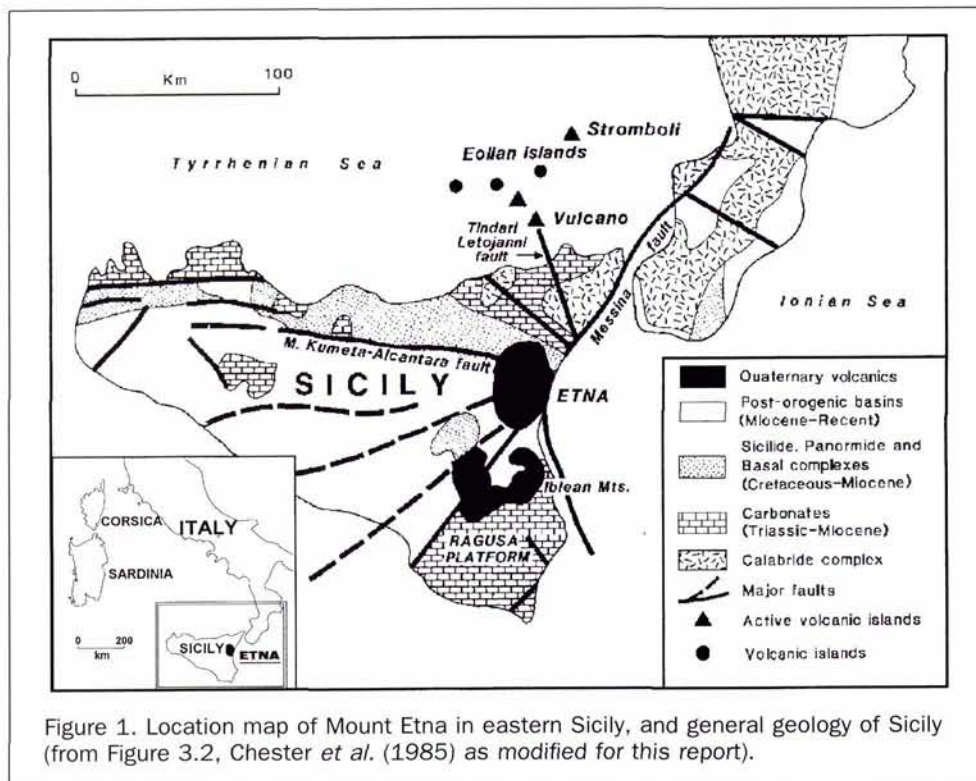 0 Km 100
Stromboli
Tyrrhenian Sea
Eolian islands
Vulcano
Tindari
Letojanni
fault
Messina fault
Ionian Sea
M. Kumeta-Alcantara fault
SICILY
ETNA
Iblean Mts.
RAGUSA
PLATFORM
Quaternary volcanics
Post-orogenic basins
(Miocene-Recent)
Sicilide, Panormide and
Basal complexes
(Cretaceous-Miocene)
Carbonates
(Triassic-Miocene)
Calabride complex
Major faults
Active volcanic islands
Volcanic islands
CORSICA
ITALY
SARDINIA
0 200
km
SICILY
ETNA
Figure 1. Location map of Mount Etna in eastern Sicily, and general geology of Sicily
(from Figure 3.2, Chester et al. (1985) as modified for this report).